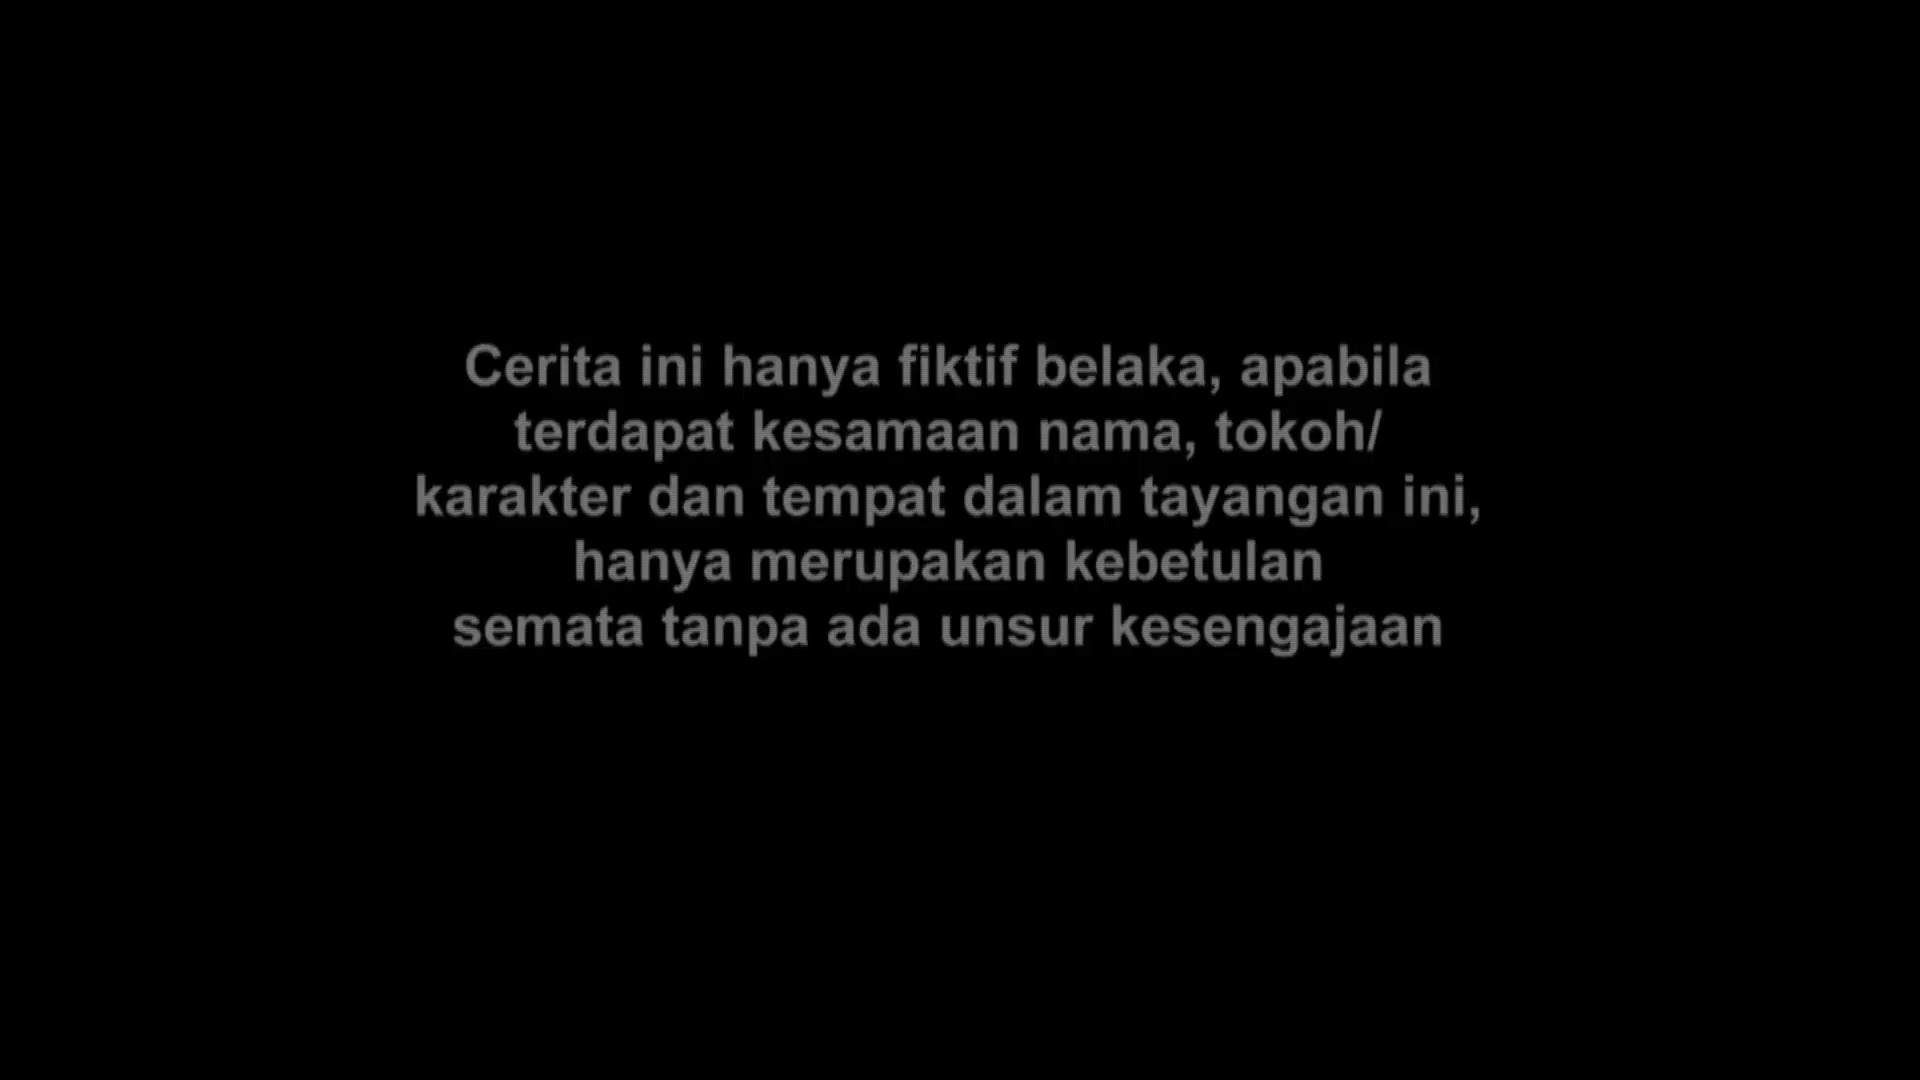 Cerita ini hanya fiktif belaka, apabila
terdapat kesamaan nama, tokoh/
karakter dan tempat dalam tayangan ini,
hanya merupakan kebetulan
semata tanpa ada unsur kesengajaan